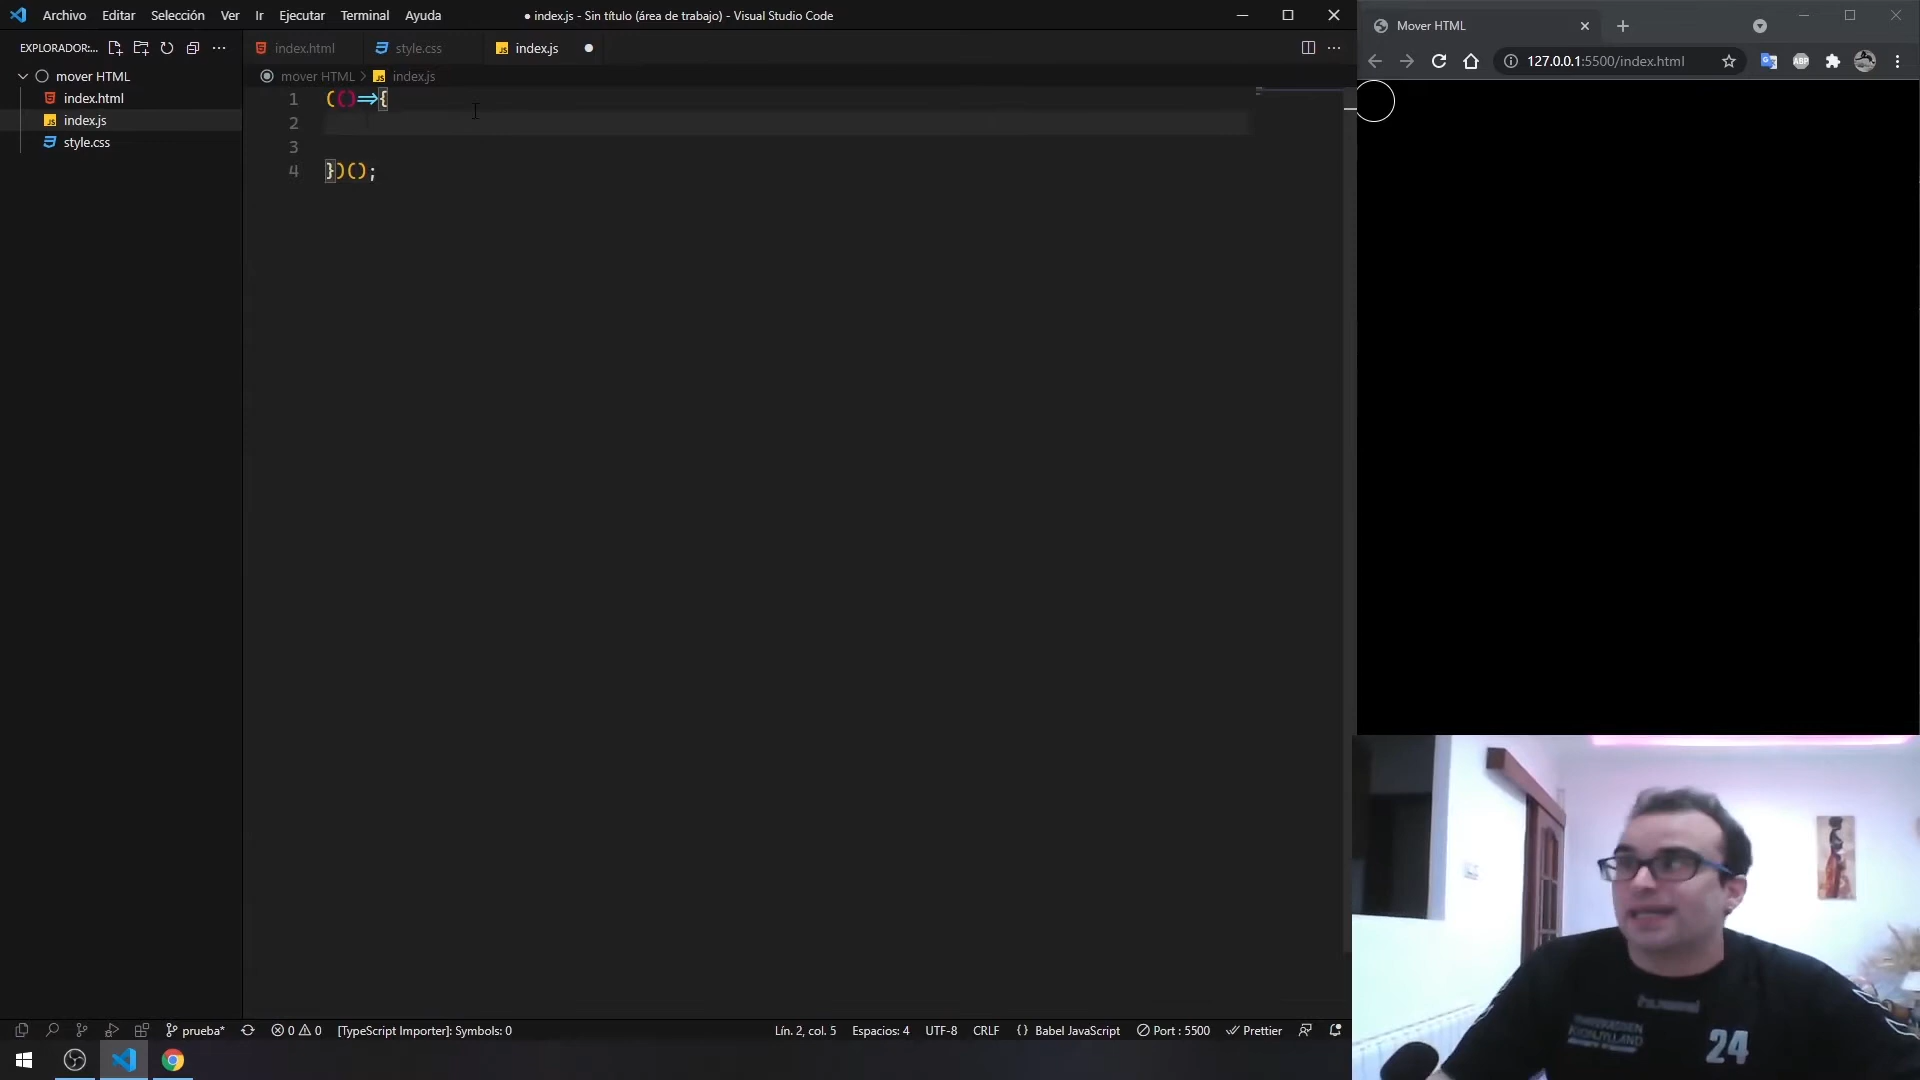 Archivo Editar Selección Ver Ir Ejecutar Terminal Ayuda
● index.js - Sin título (área de trabajo) - Visual Studio Code
EXPLORADOR:...
index.html
style.css
index.js
mover HTML
index.html
index.js
style.css
mover HTML > index.js
1 (()=>{
2
3
4 })();
Mover HTML
127.0.0.1:5500/index.html
ABP
24
prueba*
0 0
[TypeScript Importer]: Symbols: 0
Lín. 2, col. 5
Espacios: 4
UTF-8
CRLF
Babel JavaScript
Port : 5500
Prettier